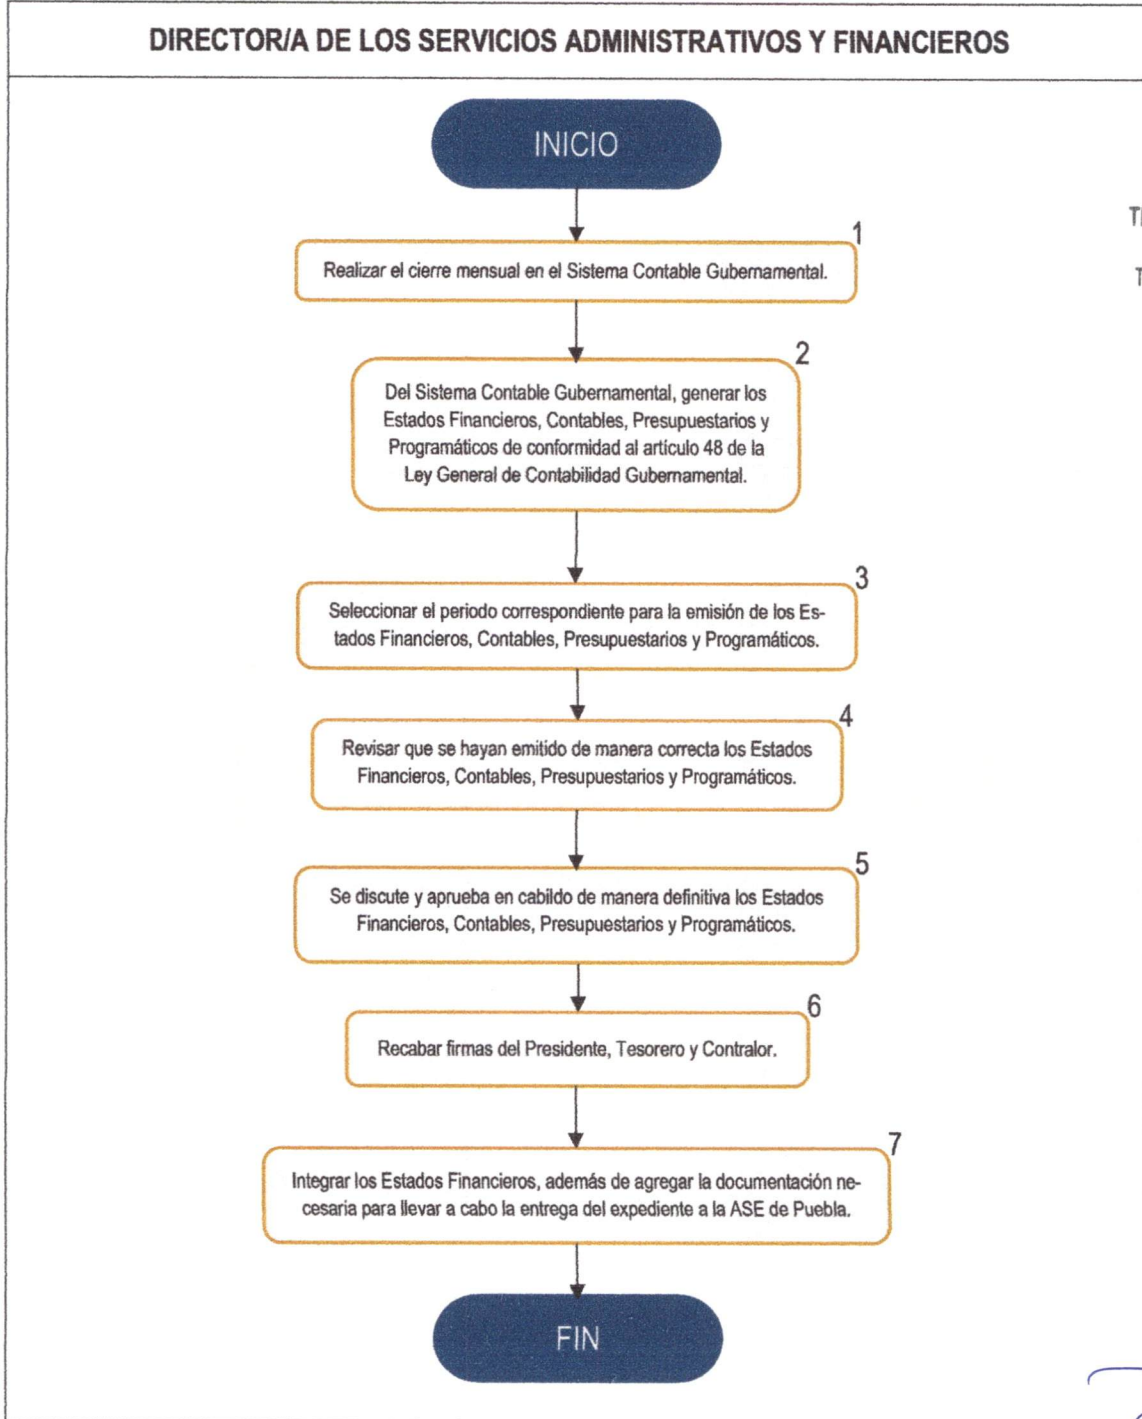 DIRECTOR/A DE LOS SERVICIOS ADMINISTRATIVOS Y FINANCIEROS
INICIO
1
Realizar el cierre mensual en el Sistema Contable Gubernamental.
2
Del Sistema Contable Gubernamental, generar los
Estados Financieros, Contables, Presupuestarios y
Programáticos de conformidad al artículo 48 de la
Ley General de Contabilidad Gubernamental.
3
Seleccionar el periodo correspondiente para la emisión de los Es-
tados Financieros, Contables, Presupuestarios y Programáticos.
4
Revisar que se hayan emitido de manera correcta los Estados
Financieros, Contables, Presupuestarios y Programáticos.
5
Se discute y aprueba en cabildo de manera definitiva los Estados
Financieros, Contables, Presupuestarios y Programáticos.
6
Recabar firmas del Presidente, Tesorero y Contralor.
7
Integrar los Estados Financieros, además de agregar la documentación ne-
cesaria para llevar a cabo la entrega del expediente a la ASE de Puebla.
FIN